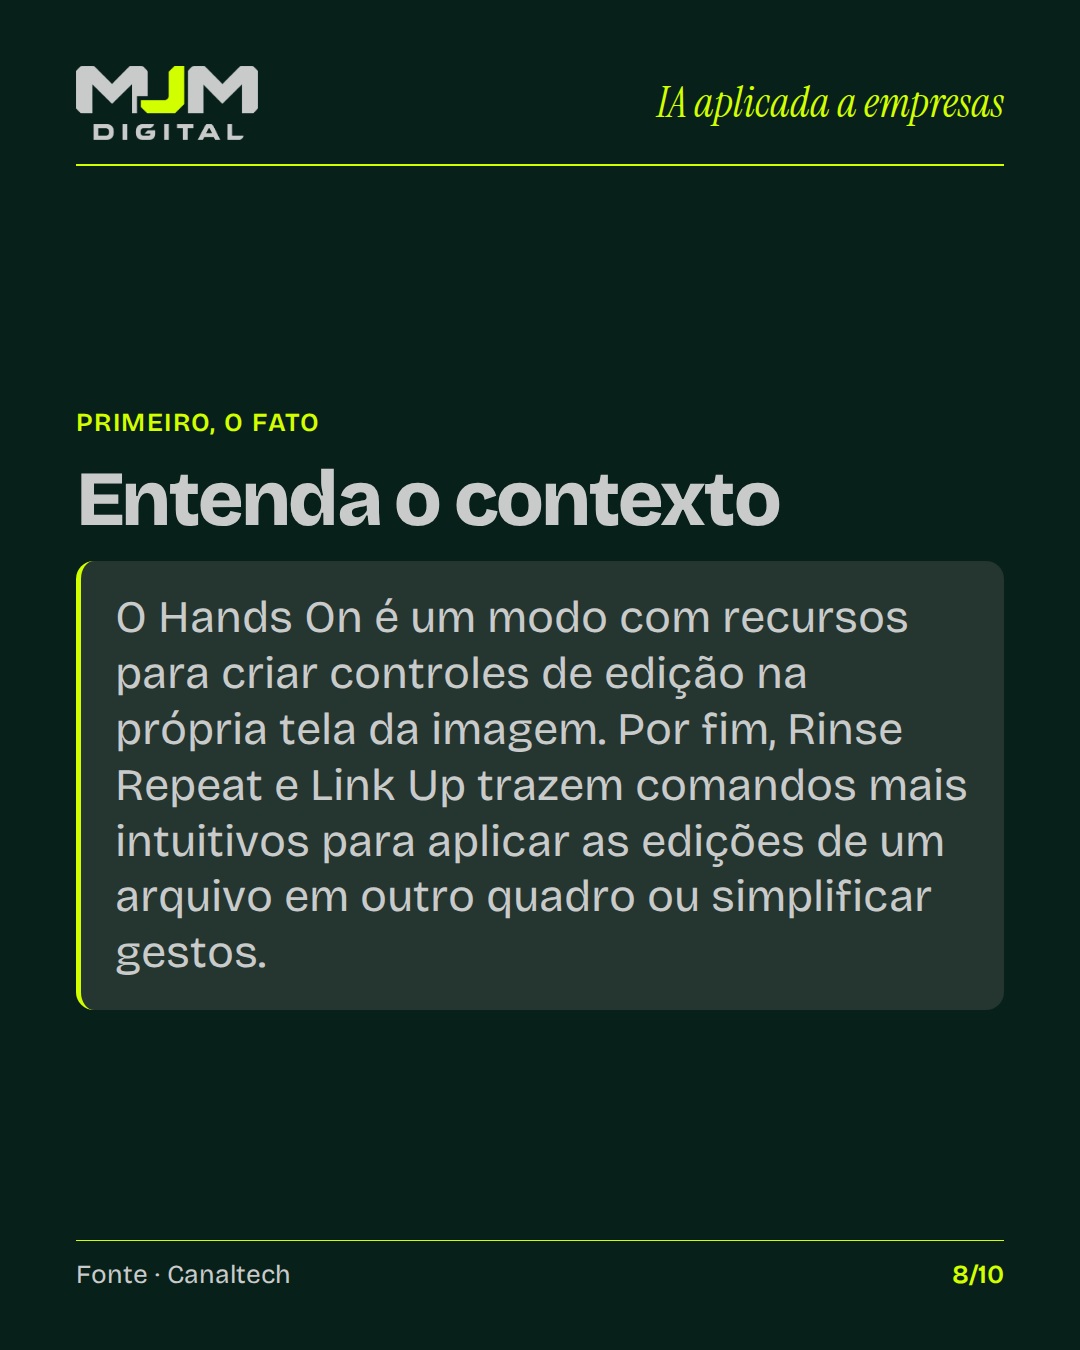 MJM
DIGITAL
IA aplicada a empresas
PRIMEIRO, O FATO
Entenda o contexto
O Hands On é um modo com recursos
para criar controles de edição na
própria tela da imagem. Por fim, Rinse
Repeat e Link Up trazem comandos mais
intuitivos para aplicar as edições de um
arquivo em outro quadro ou simplificar
gestos.
Fonte · Canaltech
8/10